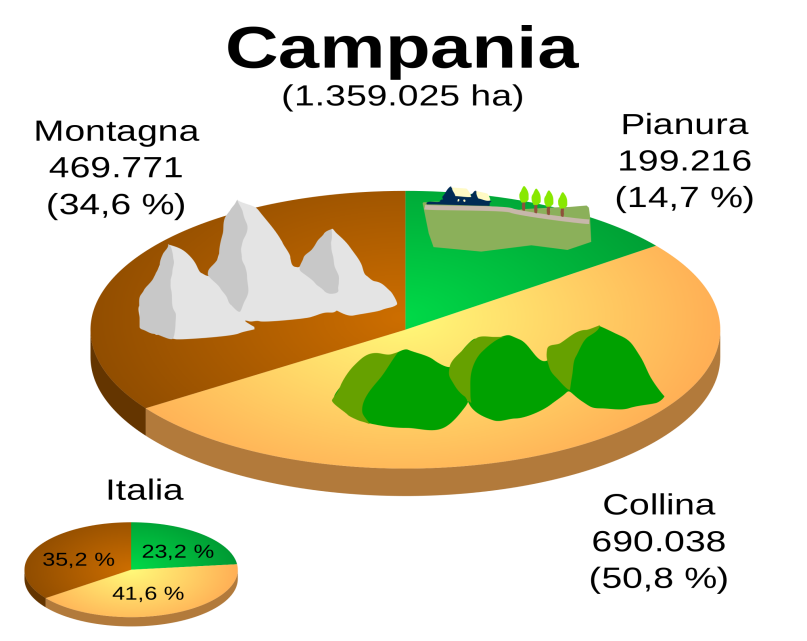 Campania
(1.359.025 ha)
Montagna
469.771
(34,6 %)
Pianura
199.216
(14,7 %)
Italia
35,2 %
23,2 %
41,6 %
Collina
690.038
(50,8 %)